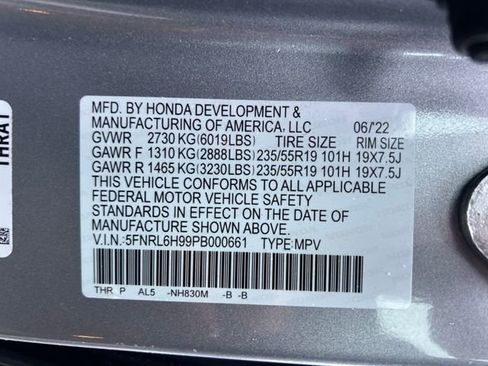 MFD. BY HONDA DEVELOPMENT &
MANUFACTURING OF AMERICA, LLC 06/'22
GVWR 2730 KG(6019LBS) TIRE SIZE RIM SIZE
GAWR F 1310 KG(2888LBS)235/55R19 101H 19X7.5J
GAWR R 1465 KG(3230LBS)235/55R19 101H 19X7.5J
THIS VEHICLE CONFORMS TO ALL APPLICABLE
FEDERAL MOTOR VEHICLE SAFETY
STANDARDS IN EFFECT ON THE DATE OF
MANUFACTURE SHOWN ABOVE.
V.I.N.:5FNRL6H99PB000661 TYPE:MPV
P AL5 -NH830M -B -B
THRA1